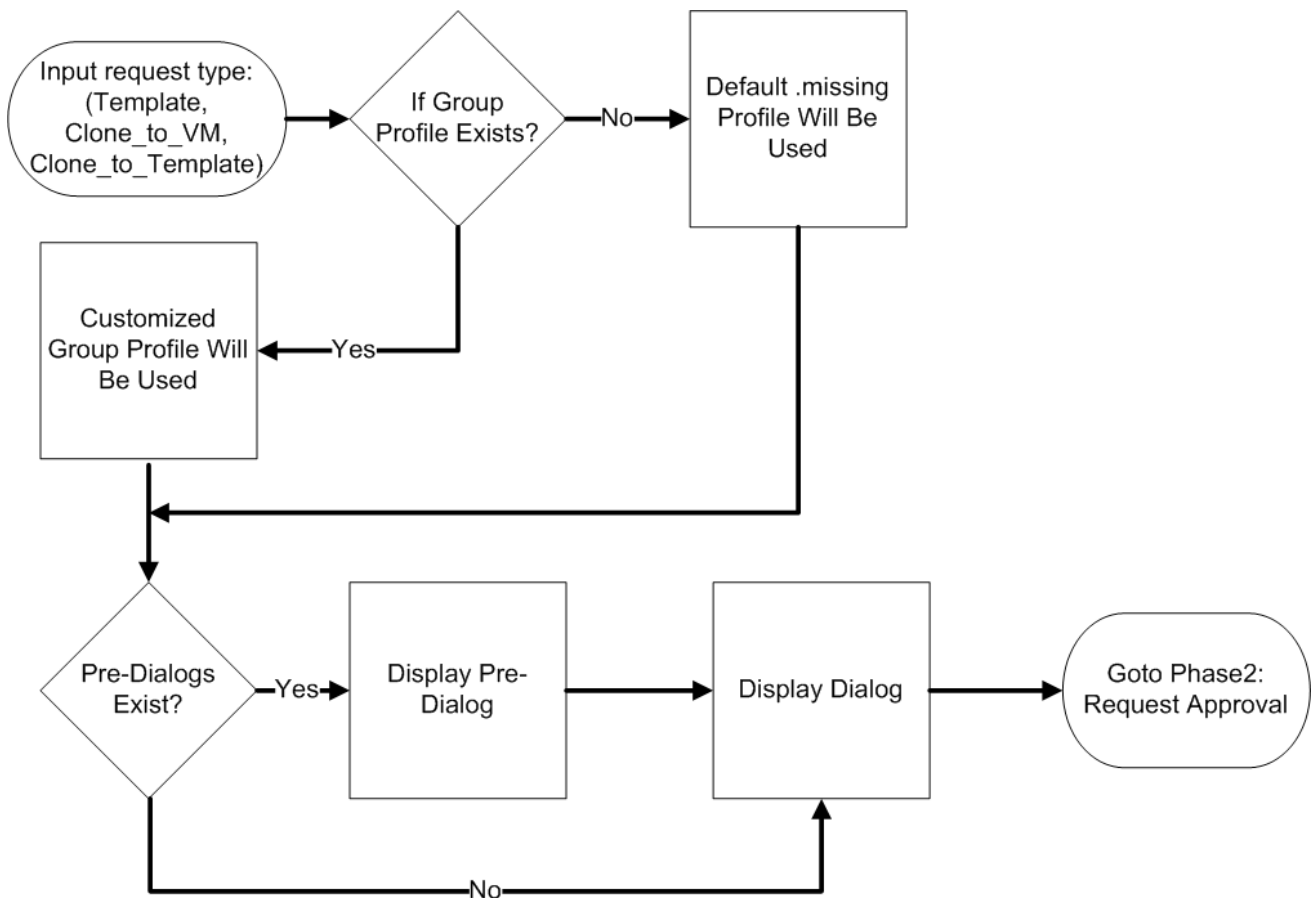 Input request type:
(Template,
Clone_to_VM,
Clone_to_Template)
If Group
Profile Exists?
No
Default .missing
Profile Will Be
Used
Customized
Group Profile Will
Be Used
Yes
Pre-Dialogs
Exist?
Yes
Display Pre-
Dialog
Display Dialog
Goto Phase2:
Request Approval
No